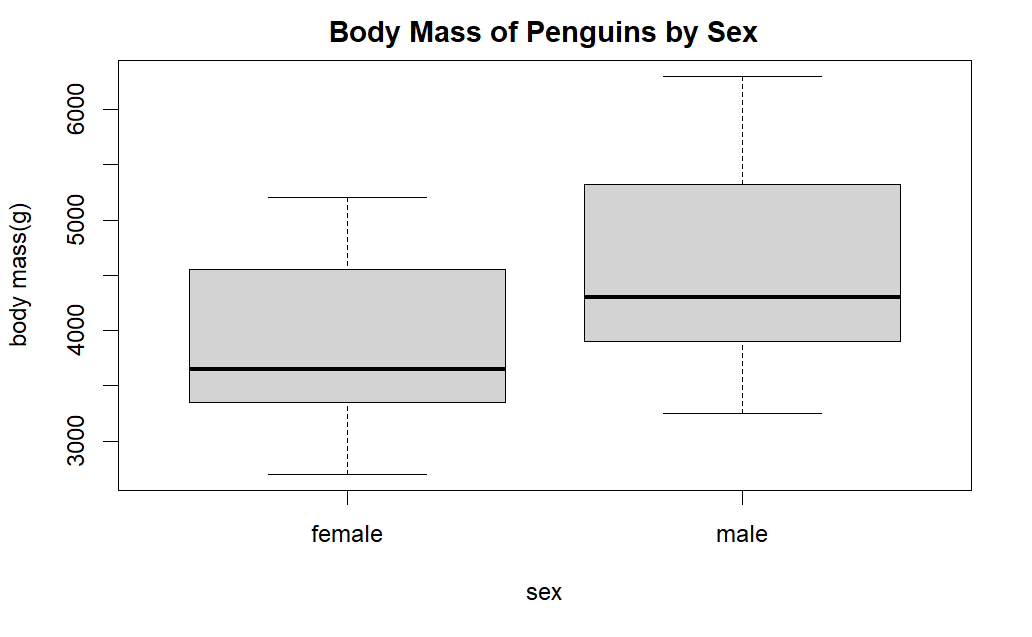 Body Mass of Penguins by Sex
body mass(g)
6000
5000
4000
3000
female
male
sex